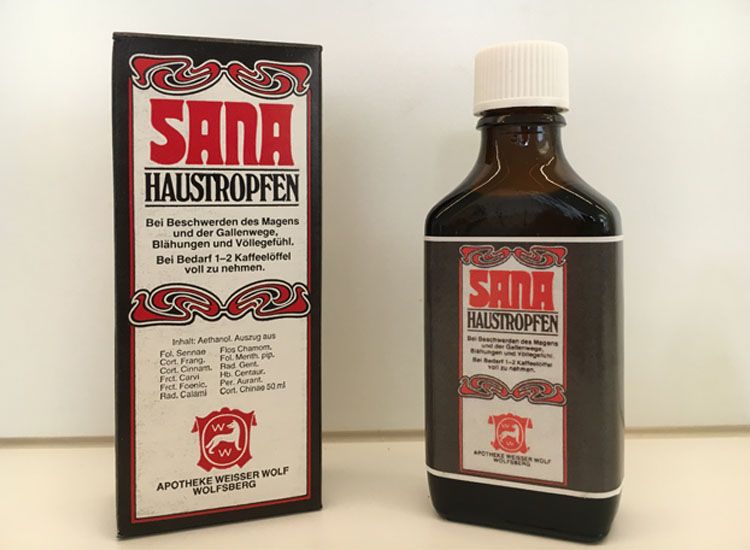 SANA
HAUSTROPFEN
Bei Beschwerden des Magens
und der Gallenwege,
Blähungen und Völlegefühl.
Bei Bedarf 1–2 Kaffeelöffel
voll zu nehmen.
Inhalt: Aethanol. Auszug aus
Fol. Sennae
Cort. Frang.
Cort. Cinnam.
Frct. Carvi
Frct. Foenic.
Rad. Calami
Flos Chamom.
Fol. Menth. pip.
Rad. Gent.
Hb. Centaur.
Per. Aurant.
Cort. Chinae 50 ml
W
W
APOTHEKE WEISSER WOLF
WOLFSBERG
SANA
HAUSTROPFEN
Bei Beschwerden des Magens
und der Gallenwege,
Blähungen und Völlegefühl.
Bei Bedarf 1–2 Kaffeelöffel
voll zu nehmen.
W
W
APOTHEKE WEISSER WOLF
WOLFSBERG